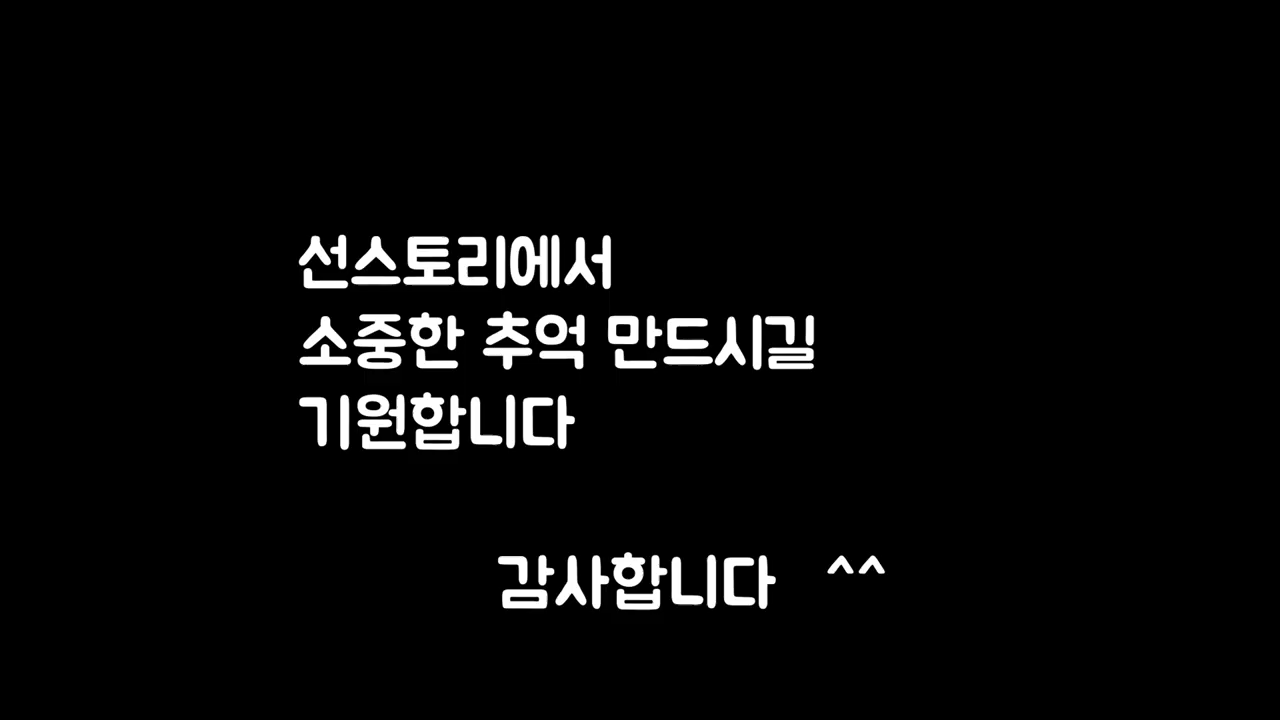 선스토리에서
소중한 추억 만드시길
기원합니다
감사합니다 ^^